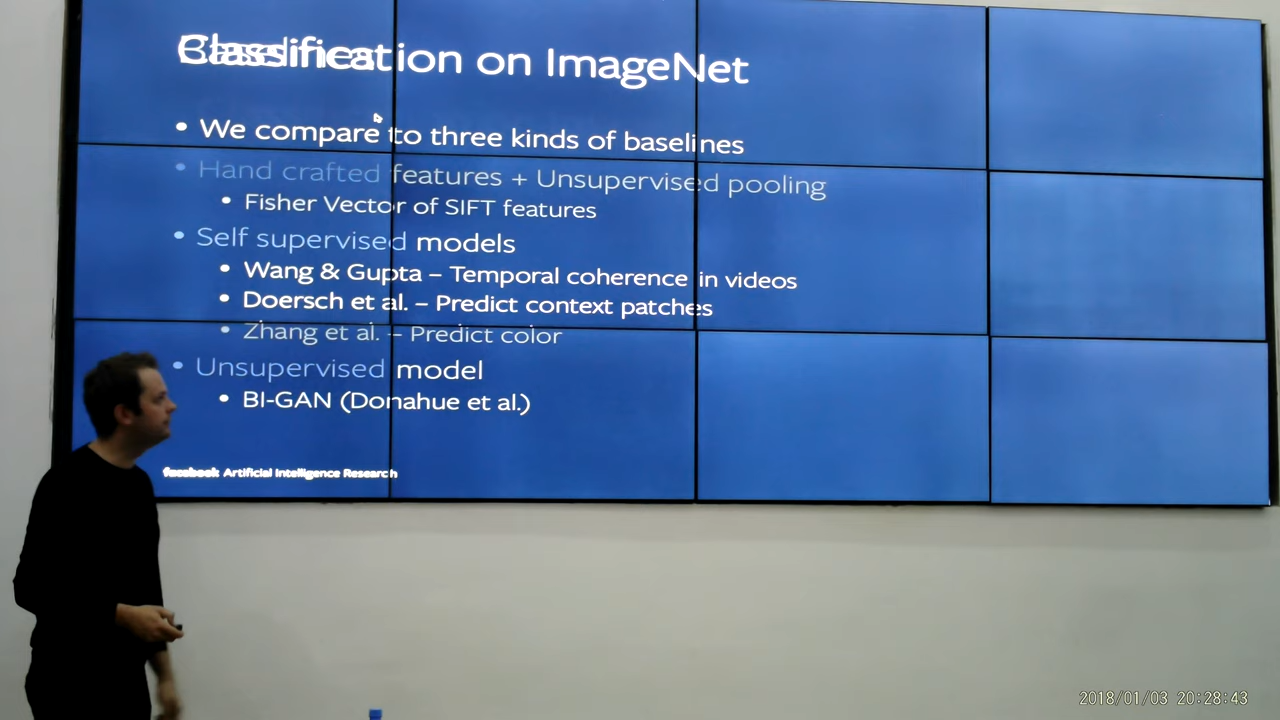 Classification on ImageNet
• We compare to three kinds of baselines
• Hand crafted features + Unsupervised pooling
• Fisher Vector of SIFT features
• Self supervised models
• Wang & Gupta – Temporal coherence in videos
• Doersch et al. – Predict context patches
• Zhang et al. – Predict color
• Unsupervised model
• BI-GAN (Donahue et al.)
facebook Artificial Intelligence Research
2018/01/03 20:28:43